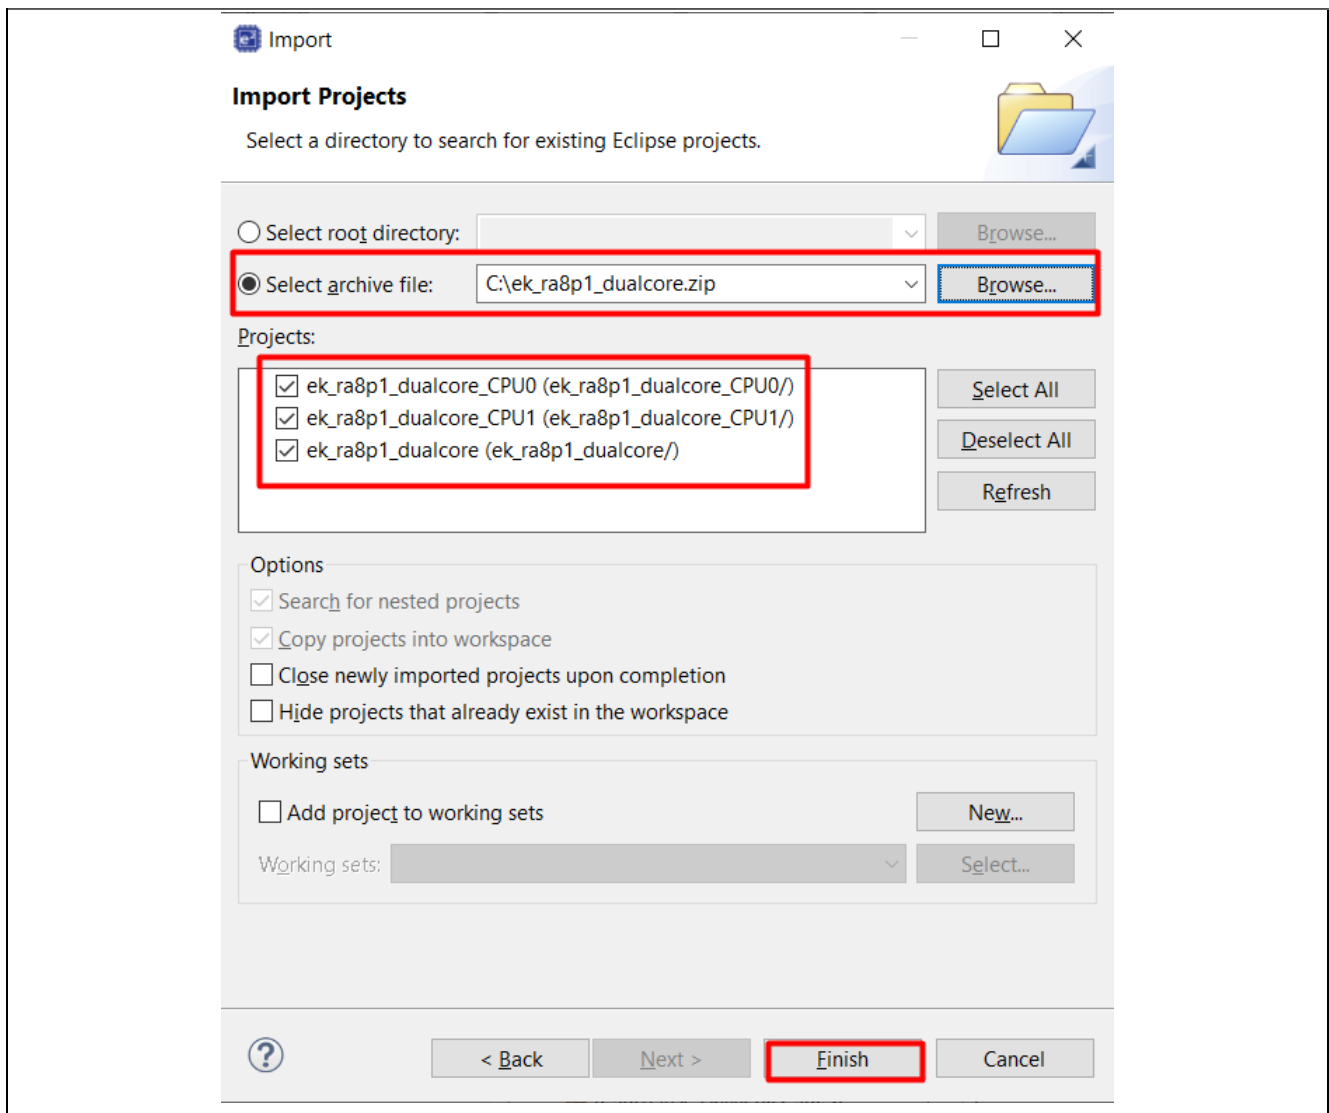 Import
Import Projects
Select a directory to search for existing Eclipse projects.
Select root directory:
Browse...
Select archive file:
C:\ek_ra8p1_dualcore.zip
Browse...
Projects:
ek_ra8p1_dualcore_CPU0 (ek_ra8p1_dualcore_CPU0/)
ek_ra8p1_dualcore_CPU1 (ek_ra8p1_dualcore_CPU1/)
ek_ra8p1_dualcore (ek_ra8p1_dualcore/)
Select All
Deselect All
Refresh
Options
Search for nested projects
Copy projects into workspace
Close newly imported projects upon completion
Hide projects that already exist in the workspace
Working sets
Add project to working sets
New...
Working sets:
Select...
?
< Back
Next >
Finish
Cancel